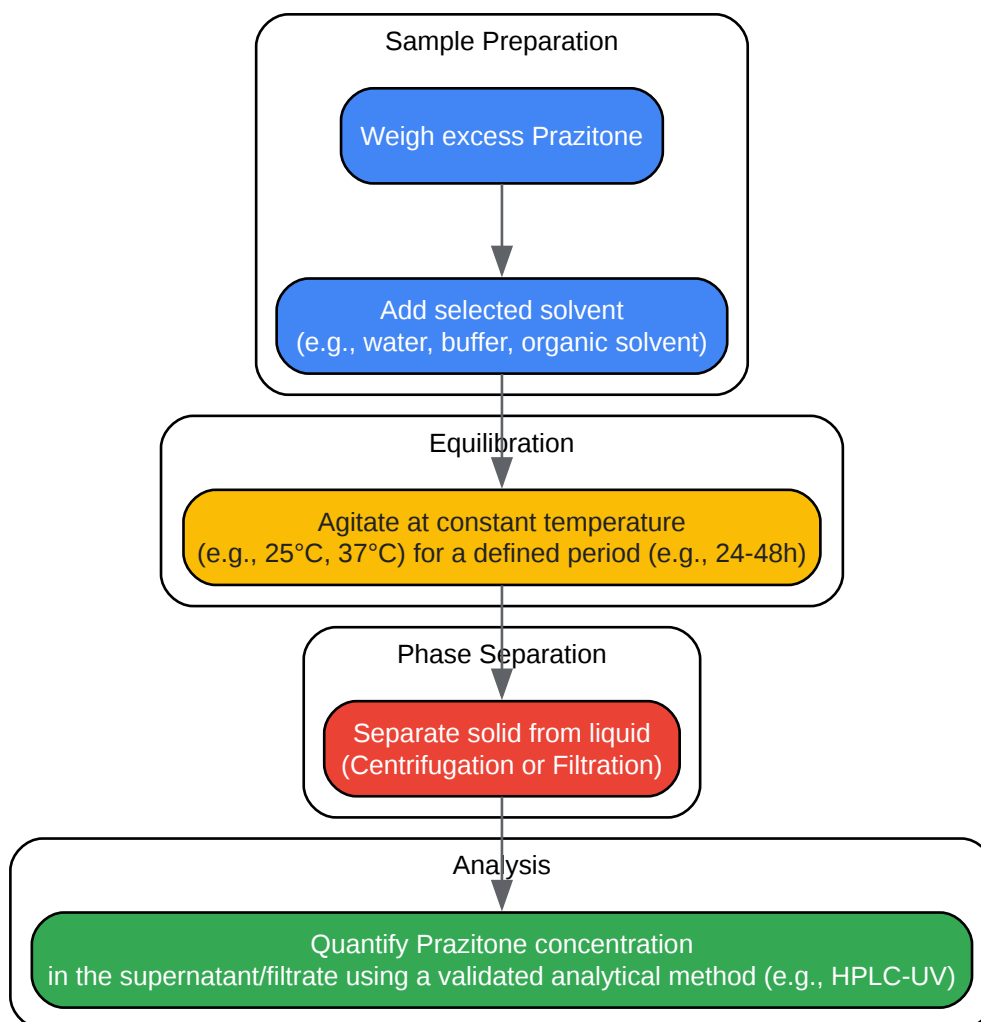 Sample Preparation
Weigh excess Prazitone
Add selected solvent
(e.g., water, buffer, organic solvent)
Equilibration
Agitate at constant temperature
(e.g., 25°C, 37°C) for a defined period (e.g., 24-48h)
Phase Separation
Separate solid from liquid
(Centrifugation or Filtration)
Analysis
Quantify Prazitone concentration
in the supernatant/filtrate using a validated analytical method (e.g., HPLC-UV)